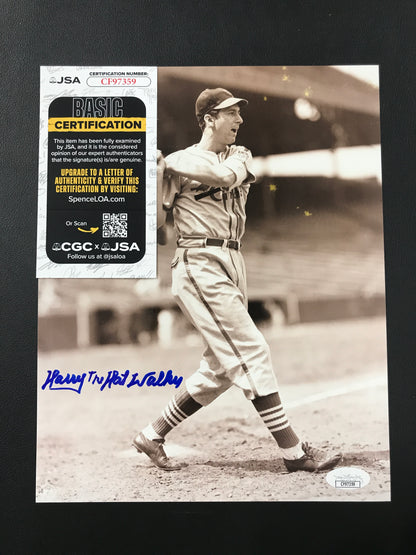 JSA
CERTIFICATION NUMBER:
CF97359
BASIC
CERTIFICATION
This item has been fully examined
by JSA, and it is the considered
opinion of our expert authenticators
that the signature(s) is/are genuine.
UPGRADE TO A LETTER OF
AUTHENTICITY & VERIFY THIS
CERTIFICATION BY VISITING:
SpenceLOA.com
Or Scan
CGC x JSA
Follow us at @jsaloa
Harry The Hat Walker